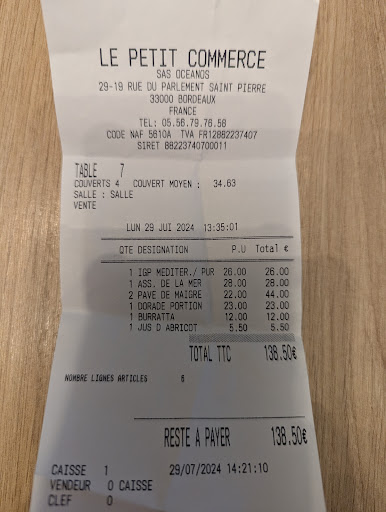 LE PETIT COMMERCE
SAS OCEANOS
29-19 RUE DU PARLEMENT SAINT PIERRE
33000 BORDEAUX
FRANCE
TEL: 05.56.79.76.58
CODE NAF 5610A TVA FR12882237407
SIRET 88223740700011
TABLE 7
COUVERTS 4 COUVERT MOYEN : 34.63
SALLE : SALLE
VENTE
LUN 29 JUI 2024 13:35:01
QTE DESIGNATION P.U Total €
1 IGP MEDITER./ PUR 26.00 26.00
1 ASS. DE LA MER 28.00 28.00
2 PAVE DE MAIGRE 22.00 44.00
1 DORADE PORTION 23.00 23.00
1 BURRATTA 12.00 12.00
1 JUS D ABRICOT 5.50 5.50
TOTAL TTC 138.50€
NOMBRE LIGNES ARTICLES 6
RESTE A PAYER 138.50€
CAISSE 1 29/07/2024 14:21:10
VENDEUR 0 CAISSE
CLEF 0